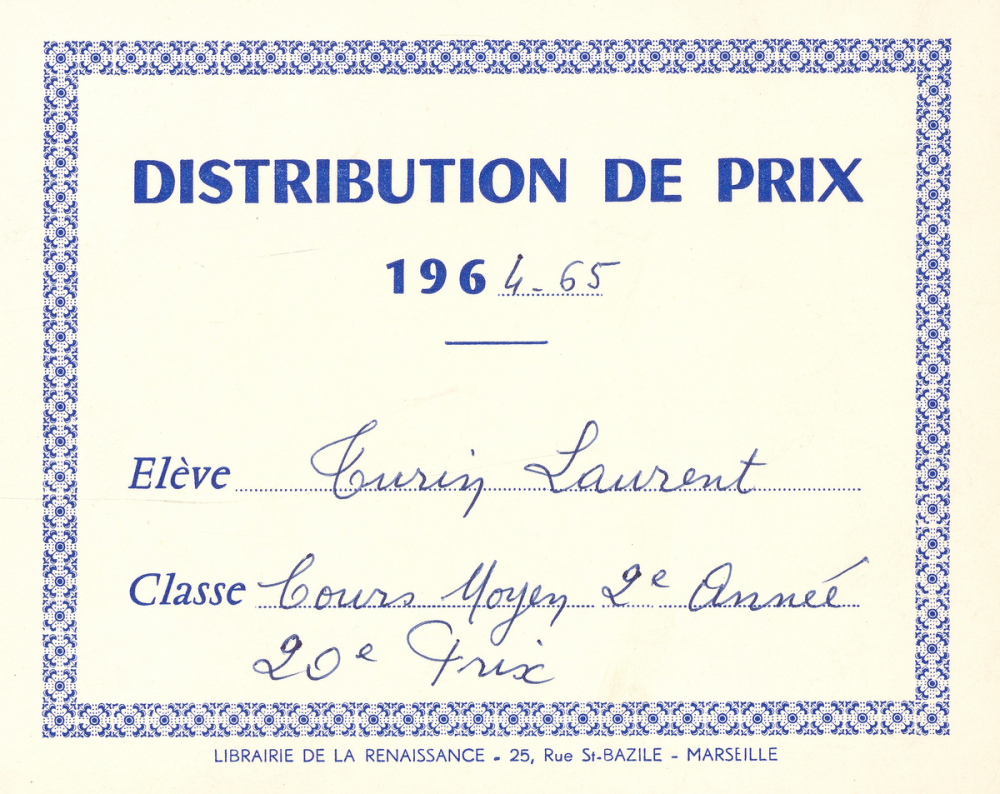 DISTRIBUTION DE PRIX
1964-65
Elève Turin Laurent
Classe Cours Moyen 2e Année
20e Prix
LIBRAIRIE DE LA RENAISSANCE - 25, Rue St-BAZILE - MARSEILLE